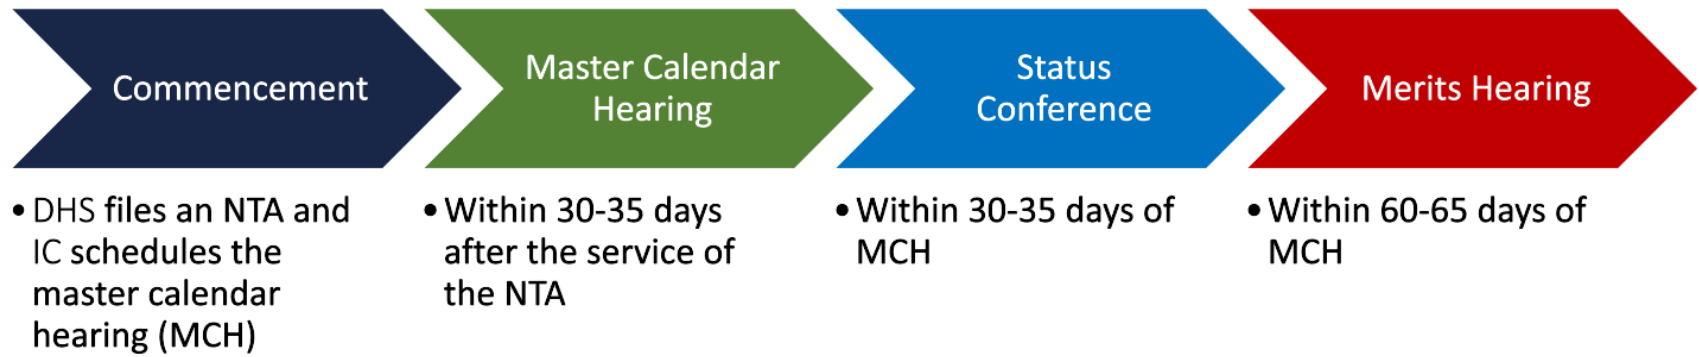 Commencement
Master Calendar
Hearing
Status
Conference
Merits Hearing
• DHS files an NTA and
IC schedules the
master calendar
hearing (MCH)
• Within 30-35 days
after the service of
the NTA
• Within 30-35 days of
MCH
• Within 60-65 days of
MCH